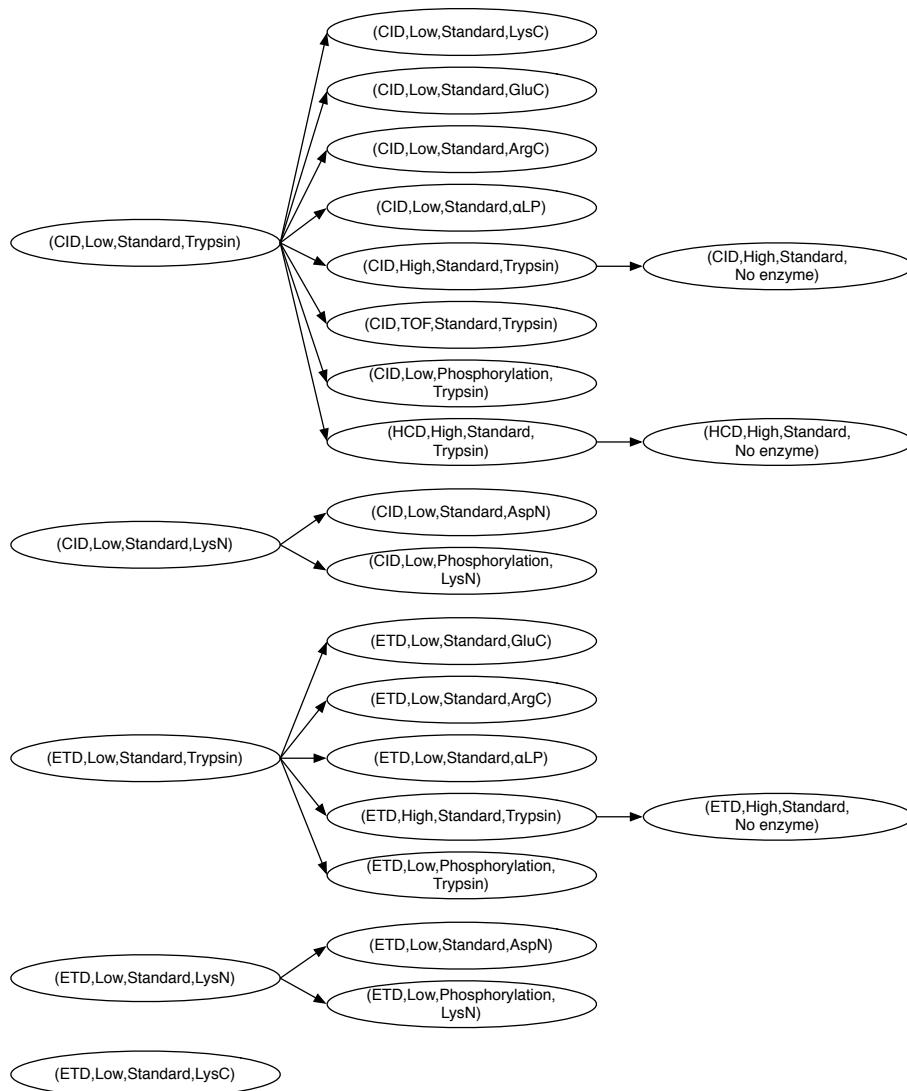 (CID,Low,Standard,LysC)
(CID,Low,Standard,GluC)
(CID,Low,Standard,ArgC)
(CID,Low,Standard,αLP)
(CID,Low,Standard,Trypsin)
(CID,High,Standard,Trypsin)
(CID,High,Standard,
No enzyme)
(CID,TOF,Standard,Trypsin)
(CID,Low,Phosphorylation,
Trypsin)
(HCD,High,Standard,
Trypsin)
(HCD,High,Standard,
No enzyme)
(CID,Low,Standard,AspN)
(CID,Low,Standard,LysN)
(CID,Low,Phosphorylation,
LysN)
(ETD,Low,Standard,GluC)
(ETD,Low,Standard,ArgC)
(ETD,Low,Standard,Trypsin)
(ETD,Low,Standard,αLP)
(ETD,High,Standard,Trypsin)
(ETD,High,Standard,
No enzyme)
(ETD,Low,Phosphorylation,
Trypsin)
(ETD,Low,Standard,AspN)
(ETD,Low,Standard,LysN)
(ETD,Low,Phosphorylation,
LysN)
(ETD,Low,Standard,LysC)